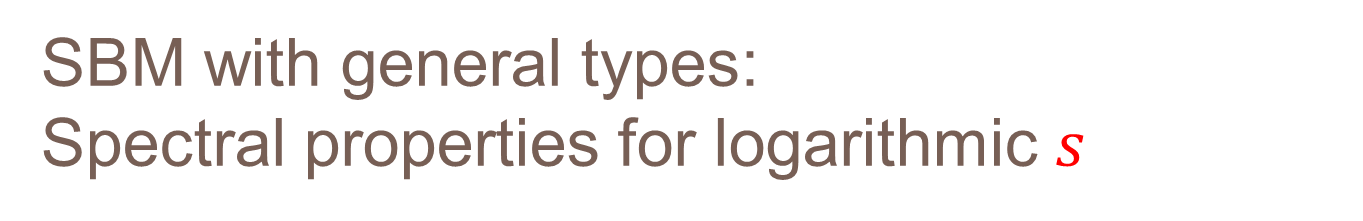 SBM with general types:
Spectral properties for logarithmic s